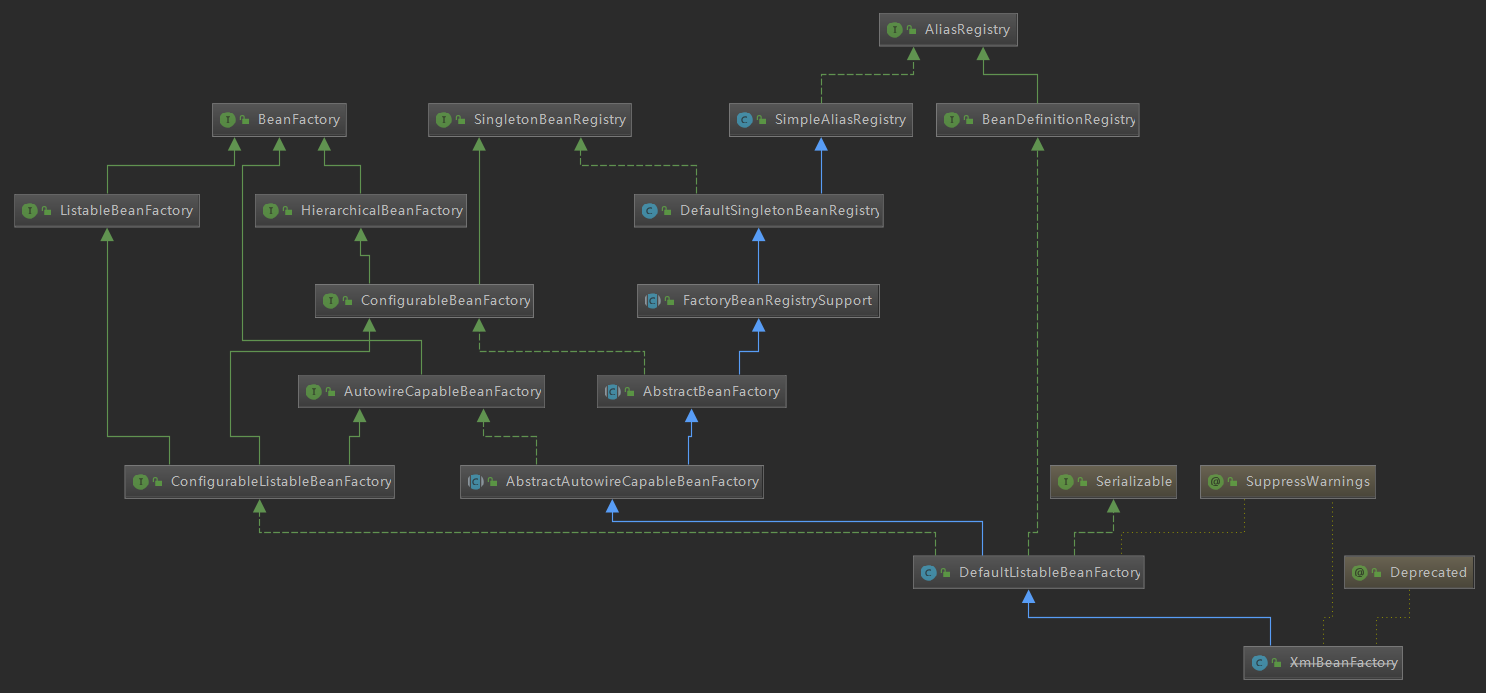 AliasRegistry
BeanFactory
SingletonBeanRegistry
SimpleAliasRegistry
BeanDefinitionRegistry
ListableBeanFactory
HierarchicalBeanFactory
DefaultSingletonBeanRegistry
ConfigurableBeanFactory
FactoryBeanRegistrySupport
AutowireCapableBeanFactory
AbstractBeanFactory
ConfigurableListableBeanFactory
AbstractAutowireCapableBeanFactory
Serializable
SuppressWarnings
DefaultListableBeanFactory
Deprecated
XmlBeanFactory